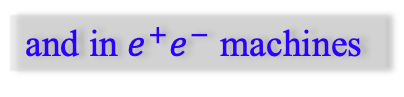 and in e⁺e⁻ machines